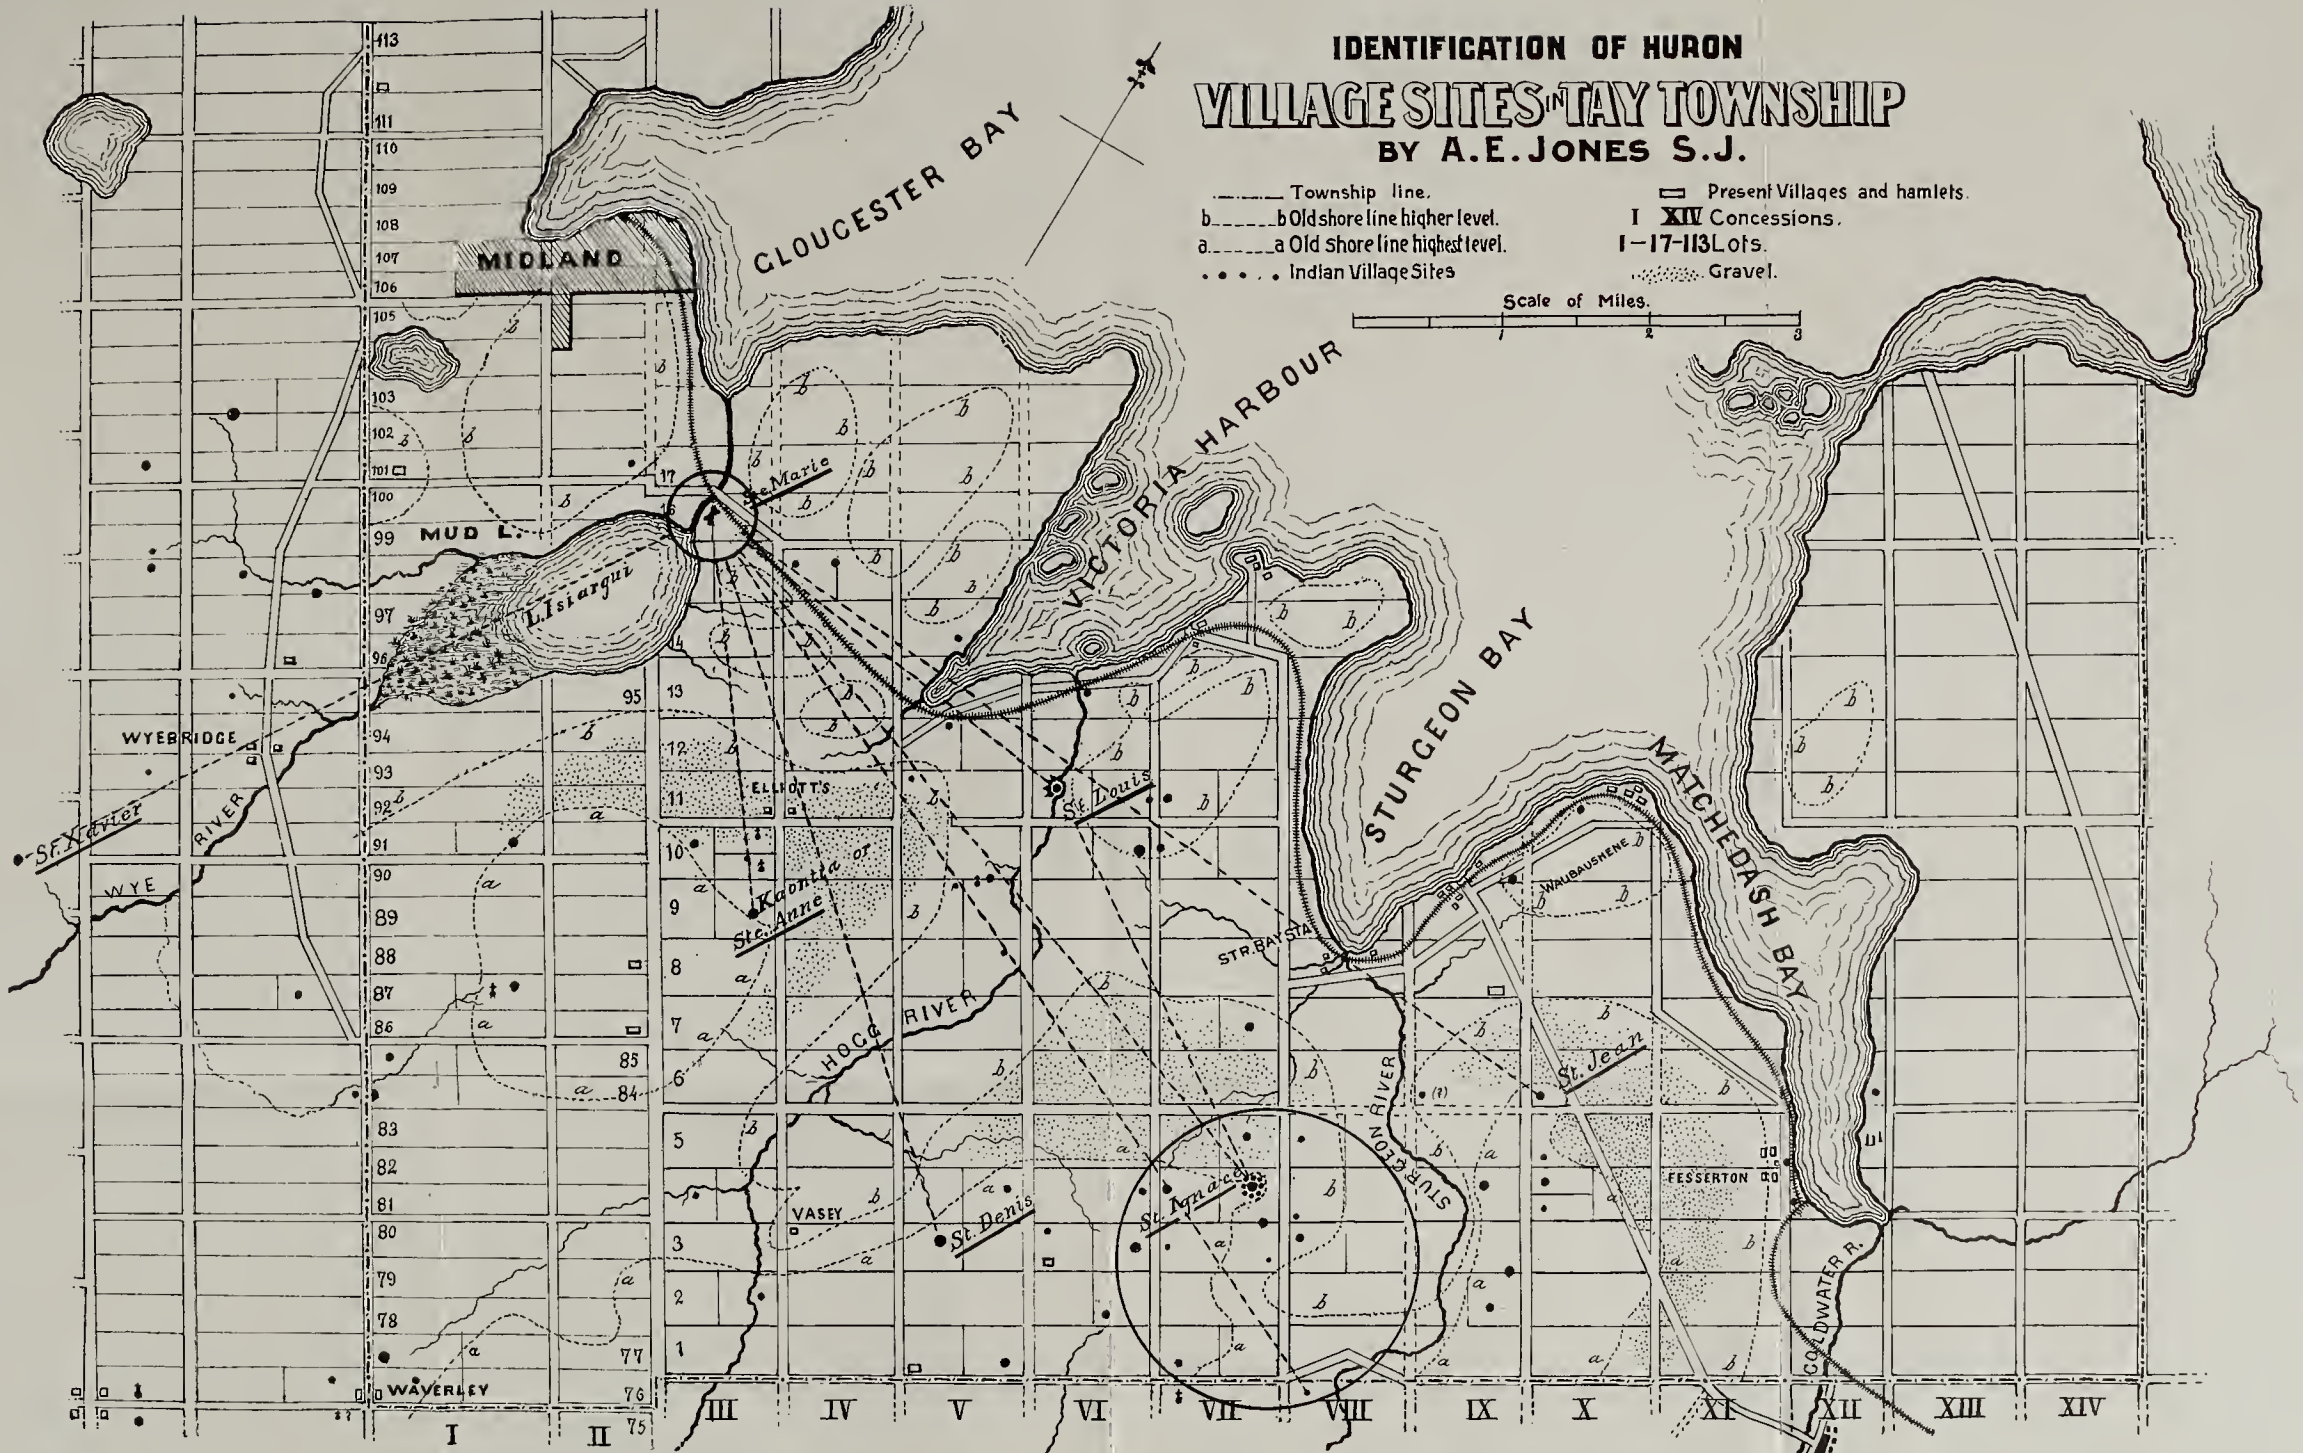 IDENTIFICATION OF HURON
VILLAGE SITES IN TAY TOWNSHIP
BY A.E. JONES S.J.
Township line.
b b Old shore line higher level.
a a Old shore line highest level.
Indian Village Sites
Present Villages and hamlets.
I XIV Concessions.
1-17-113 Lots.
Gravel.
Scale of Miles.
1 2 3
GLOUCESTER BAY
MIDLAND
VICTORIA HARBOUR
STURGEON BAY
MATCHEDASH BAY
Ste. Marie
MUD L.
L. Isiargui
WYEBRIDGE
St. Xavier
WYE
RIVER
ELLIOTT'S
St. Louis
Kaontia or
Ste. Anne
HOGG RIVER
STR. BAY STA.
WAUBAUSHENE
St. Jean
STURGEON RIVER
FESSERTON
VASEY
St. Denis
St. Ignace
COLDWATER R.
WAVERLEY
113
111
110
109
108
107
106
105
103
102
101
100
99
97
96
95
94
93
92
91
90
89
88
87
86
85
84
83
82
81
80
79
78
77
76
75
17
16
14
13
12
11
10
9
8
7
6
5
3
2
1
(?)
I II III IV V VI VII VIII IX X XI XII XIII XIV